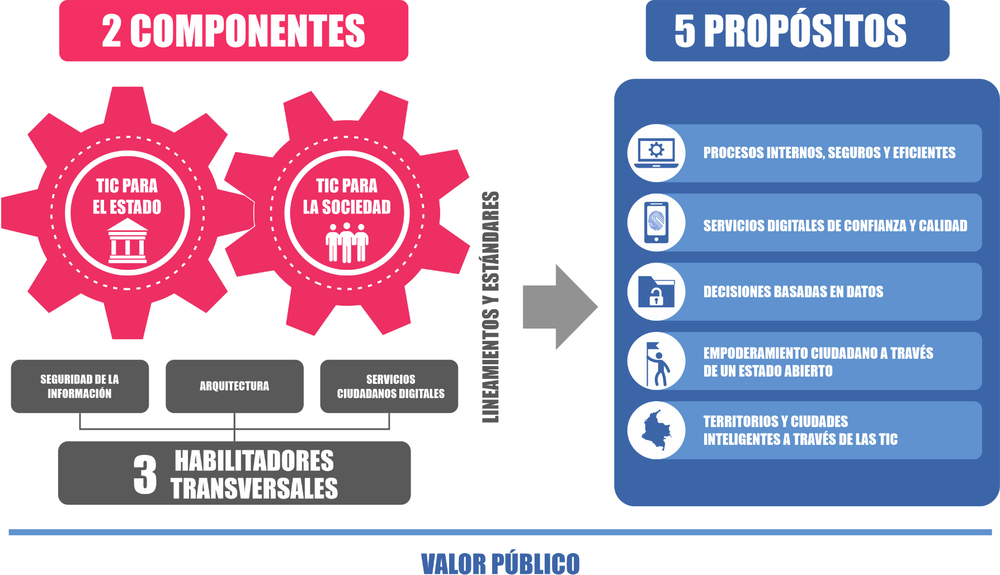 2 COMPONENTES
TIC PARA
EL ESTADO
TIC PARA
LA SOCIEDAD
SEGURIDAD DE LA
INFORMACIÓN
ARQUITECTURA
SERVICIOS
CIUDADANOS DIGITALES
3 HABILITADORES
TRANSVERSALES
LINEAMIENTOS Y ESTÁNDARES
5 PROPÓSITOS
PROCESOS INTERNOS, SEGUROS Y EFICIENTES
SERVICIOS DIGITALES DE CONFIANZA Y CALIDAD
DECISIONES BASADAS EN DATOS
EMPODERAMIENTO CIUDADANO A TRAVÉS
DE UN ESTADO ABIERTO
TERRITORIOS Y CIUDADES
INTELIGENTES A TRAVÉS DE LAS TIC
VALOR PÚBLICO